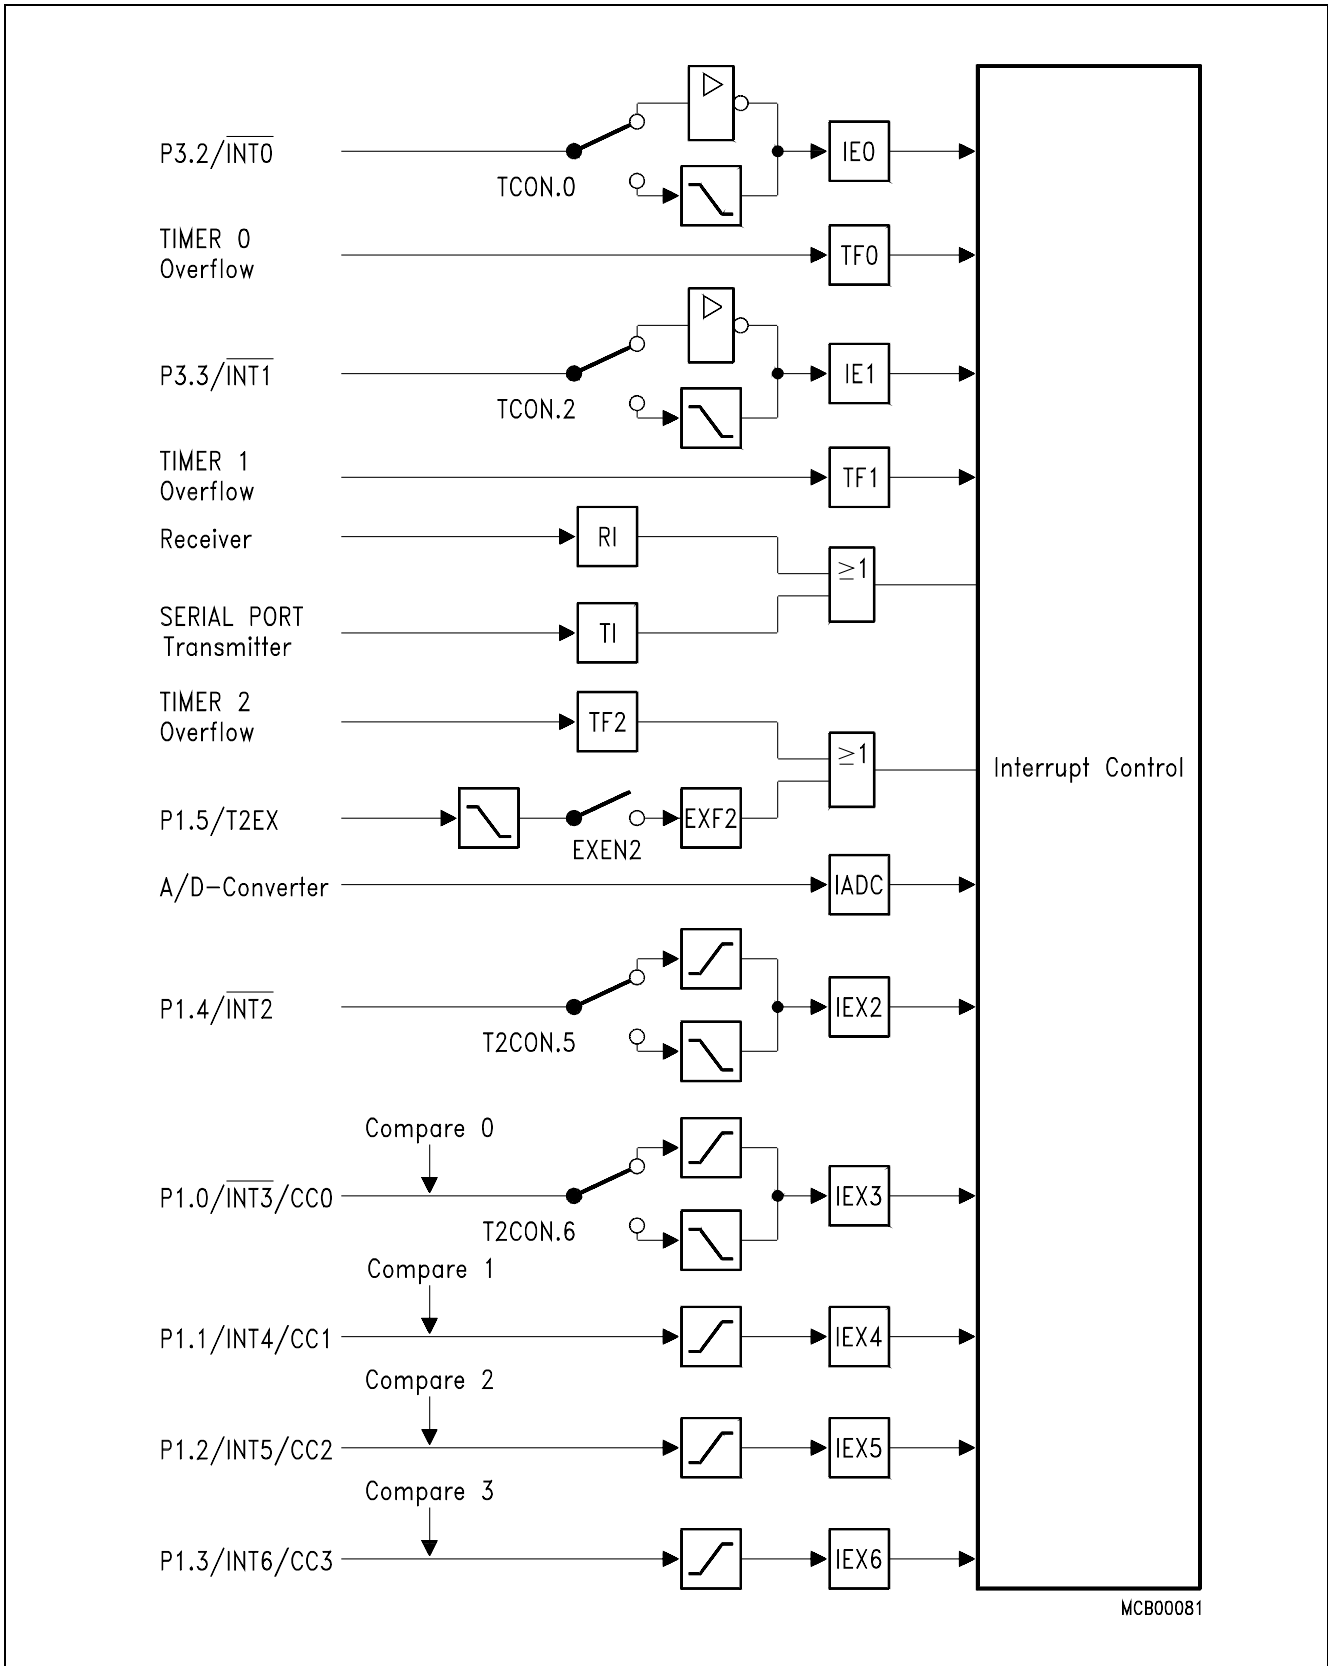 P3.2/INT0
TCON.0
IE0
TIMER 0
Overflow
TF0
P3.3/INT1
TCON.2
IE1
TIMER 1
Overflow
TF1
Receiver
RI
≥1
SERIAL PORT
Transmitter
TI
TIMER 2
Overflow
TF2
≥1
Interrupt Control
P1.5/T2EX
EXEN2
EXF2
A/D-Converter
IADC
P1.4/INT2
T2CON.5
IEX2
Compare 0
P1.0/INT3/CC0
T2CON.6
IEX3
Compare 1
P1.1/INT4/CC1
IEX4
Compare 2
P1.2/INT5/CC2
IEX5
Compare 3
P1.3/INT6/CC3
IEX6
MCB00081